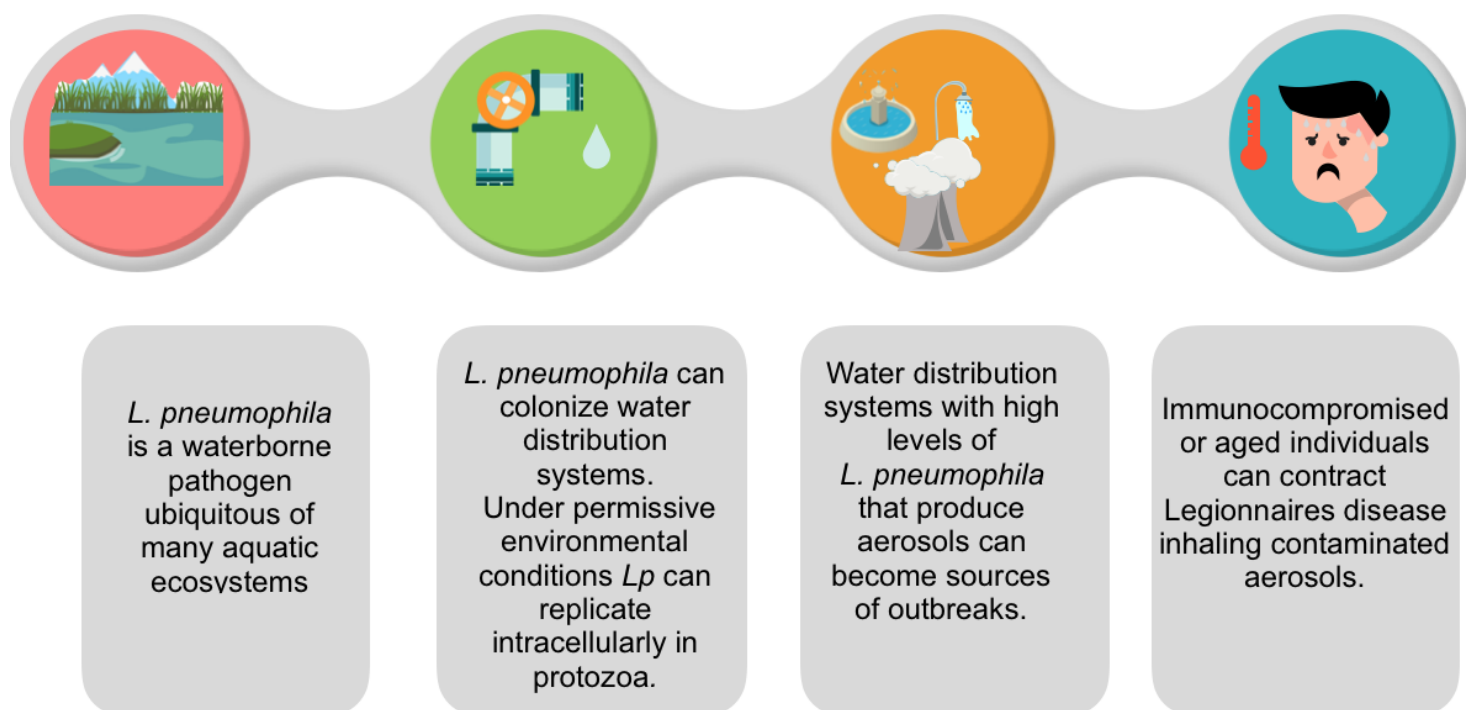 L. pneumophila
is a waterborne
pathogen
ubiquitous of
many aquatic
ecosystems
L. pneumophila can
colonize water
distribution
systems.
Under permissive
environmental
conditions Lp can
replicate
intracellularly in
protozoa.
Water distribution
systems with high
levels of
L. pneumophila
that produce
aerosols can
become sources
of outbreaks.
Immunocompromised
or aged individuals
can contract
Legionnaires disease
inhaling contaminated
aerosols.